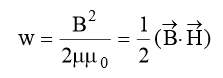 w = B²/2μμ₀ = 1/2 (B⃗·H⃗)